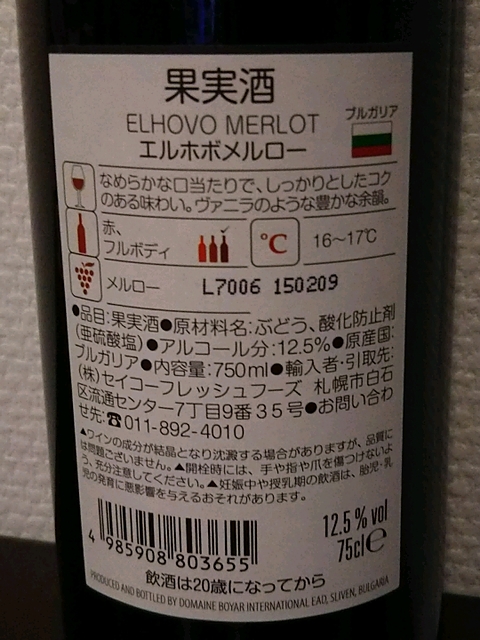 果実酒
ELHOVO MERLOT
エルホボメルロー
ブルガリア
なめらかな口当たりで、しっかりとしたコク
のある味わい。ヴァニラのような豊かな余韻。
赤、
フルボディ
℃
16～17℃
メルロー
L7006 150209
●品目:果実酒●原材料名:ぶどう、酸化防止剤
(亜硫酸塩)●アルコール分:12.5%●原産国:
ブルガリア●内容量:750ml●輸入者・引取先:
(株)セイコーフレッシュフーズ 札幌市白石
区流通センター7丁目9番35号●お問い合わ
せ先:☎011-892-4010
▲ワインの成分が結晶となり沈澱する場合がありますが、品質に
は問題ございません。▲開栓時には、手や指や爪を傷つけないよ
う、充分注意してください。▲妊娠中や授乳期の飲酒は、胎児・乳
児の発育に悪影響を与えるおそれがあります。
4 985908 803655
12.5 % vol
75cl ℮
飲酒は20歳になってから
PRODUCED AND BOTTLED BY DOMAINE BOYAR INTERNATIONAL EAD, SLIVEN, BULGARIA